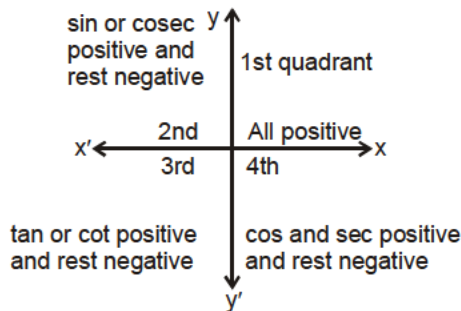 sin or cosec
positive and
rest negative
y
1st quadrant
2nd
All positive
x′
x
3rd
4th
tan or cot positive
and rest negative
cos and sec positive
and rest negative
y′